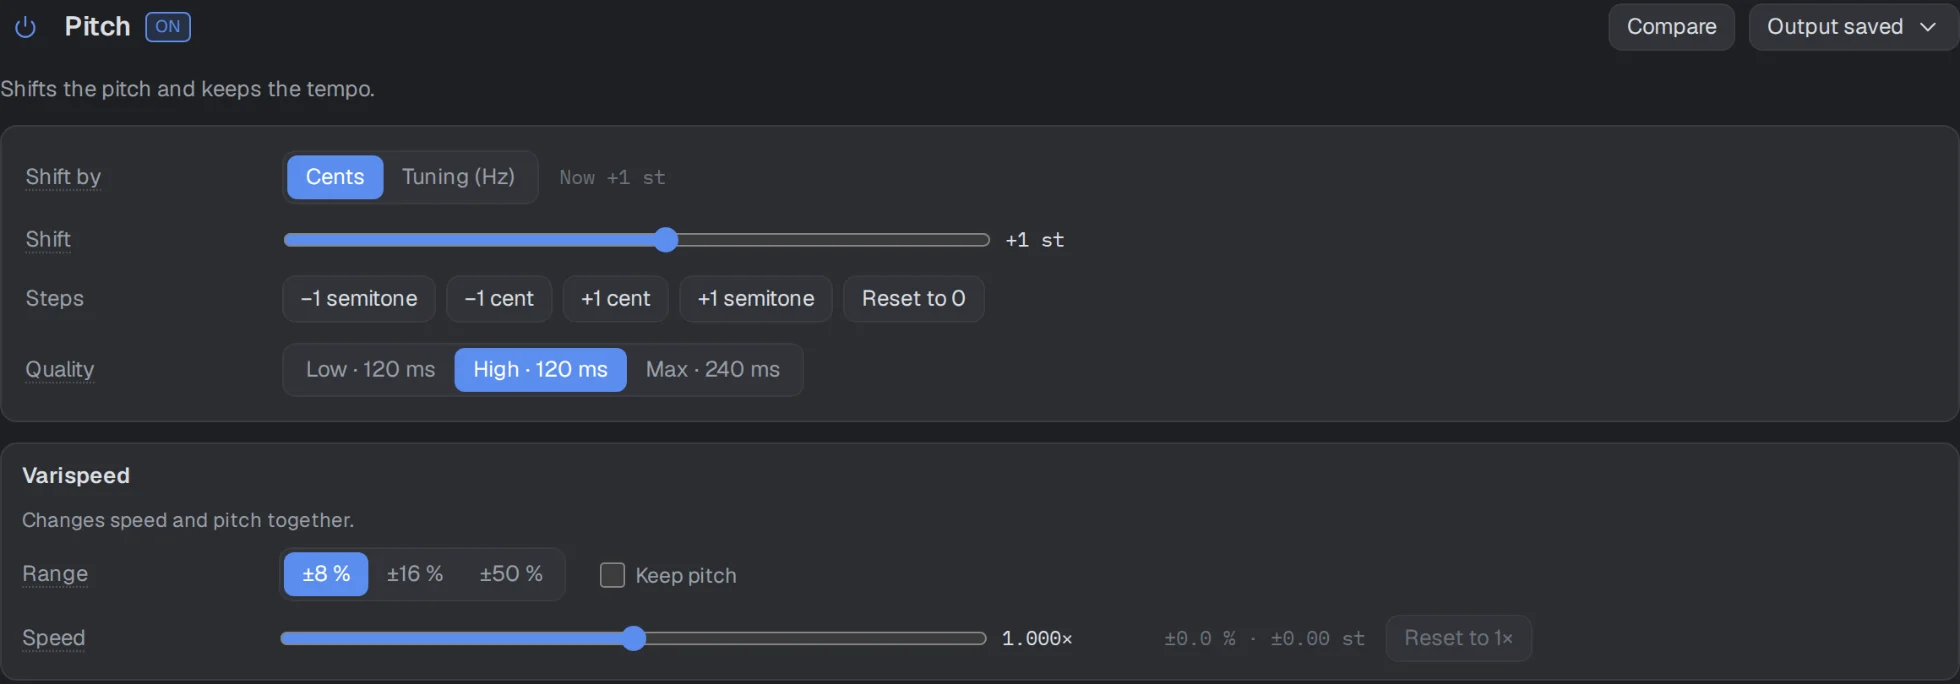 Pitch ON Compare Output saved
Shifts the pitch and keeps the tempo.
Shift by Cents Tuning (Hz) Now +1 st
Shift +1 st
Steps −1 semitone −1 cent +1 cent +1 semitone Reset to 0
Quality Low · 120 ms High · 120 ms Max · 240 ms
Varispeed
Changes speed and pitch together.
Range ±8 % ±16 % ±50 % Keep pitch
Speed 1.000× ±0.0 % · ±0.00 st Reset to 1×